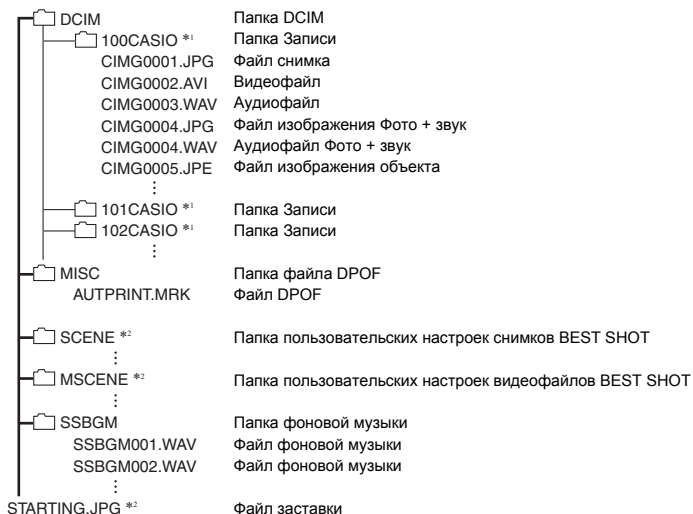 DCIM Папка DCIM
100CASIO *1 Папка Записи
CIMG0001.JPG Файл снимка
CIMG0002.AVI Видеофайл
CIMG0003.WAV Аудиофайл
CIMG0004.JPG Файл изображения Фото + звук
CIMG0004.WAV Аудиофайл Фото + звук
CIMG0005.JPE Файл изображения объекта
101CASIO *1 Папка Записи
102CASIO *1 Папка Записи
MISC Папка файла DPOF
AUTPRINT.MRK Файл DPOF
SCENE *2 Папка пользовательских настроек снимков BEST SHOT
MSCENE *2 Папка пользовательских настроек видеофайлов BEST SHOT
SSBGM Папка фоновой музыки
SSBGM001.WAV Файл фоновой музыки
SSBGM002.WAV Файл фоновой музыки
STARTING.JPG *2 Файл заставки